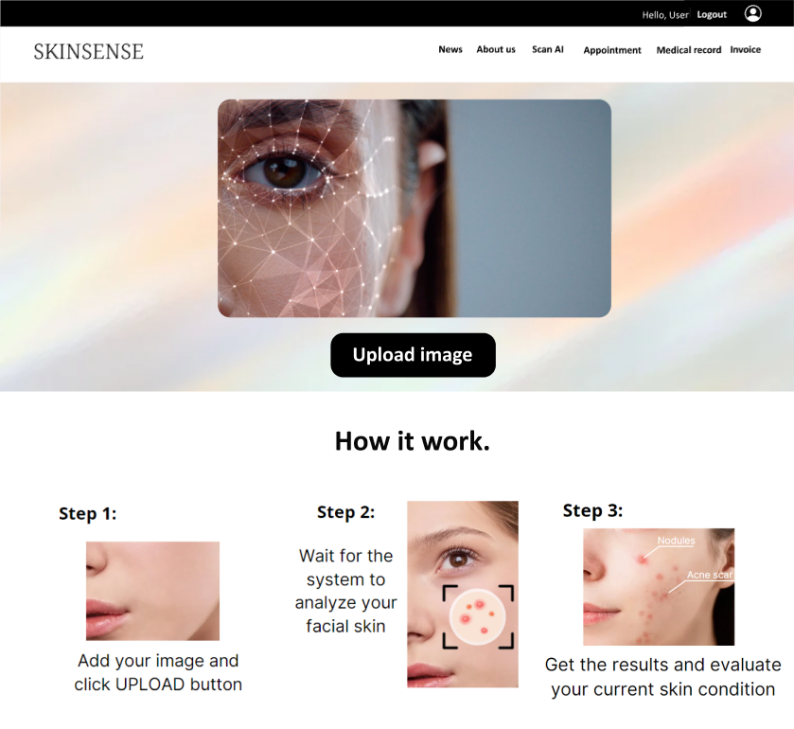 Hello, User Logout
SKINSENSE
News About us Scan AI Appointment Medical record Invoice
Upload image
How it work.
Step 1:
Add your image and
click UPLOAD button
Step 2:
Wait for the
system to
analyze your
facial skin
Step 3:
Nodules
Acne scar
Get the results and evaluate
your current skin condition